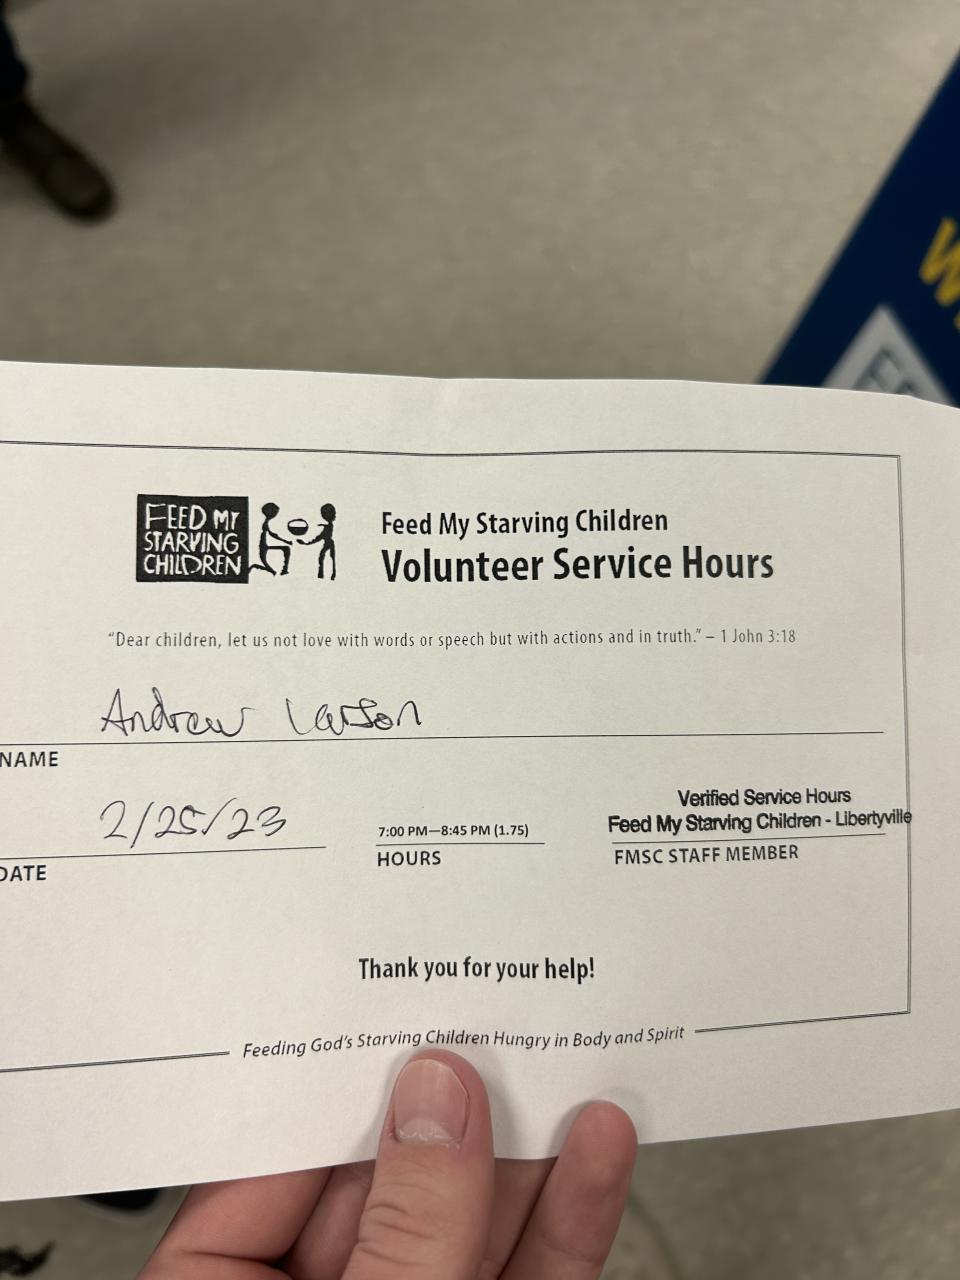 W
FEED MY
STARVING
CHILDREN
Feed My Starving Children
Volunteer Service Hours
“Dear children, let us not love with words or speech but with actions and in truth.” – 1 John 3:18
Andrew Larson
NAME
2/25/23
DATE
7:00 PM—8:45 PM (1.75)
HOURS
Verified Service Hours
Feed My Starving Children - Libertyville
FMSC STAFF MEMBER
Thank you for your help!
Feeding God's Starving Children Hungry in Body and Spirit